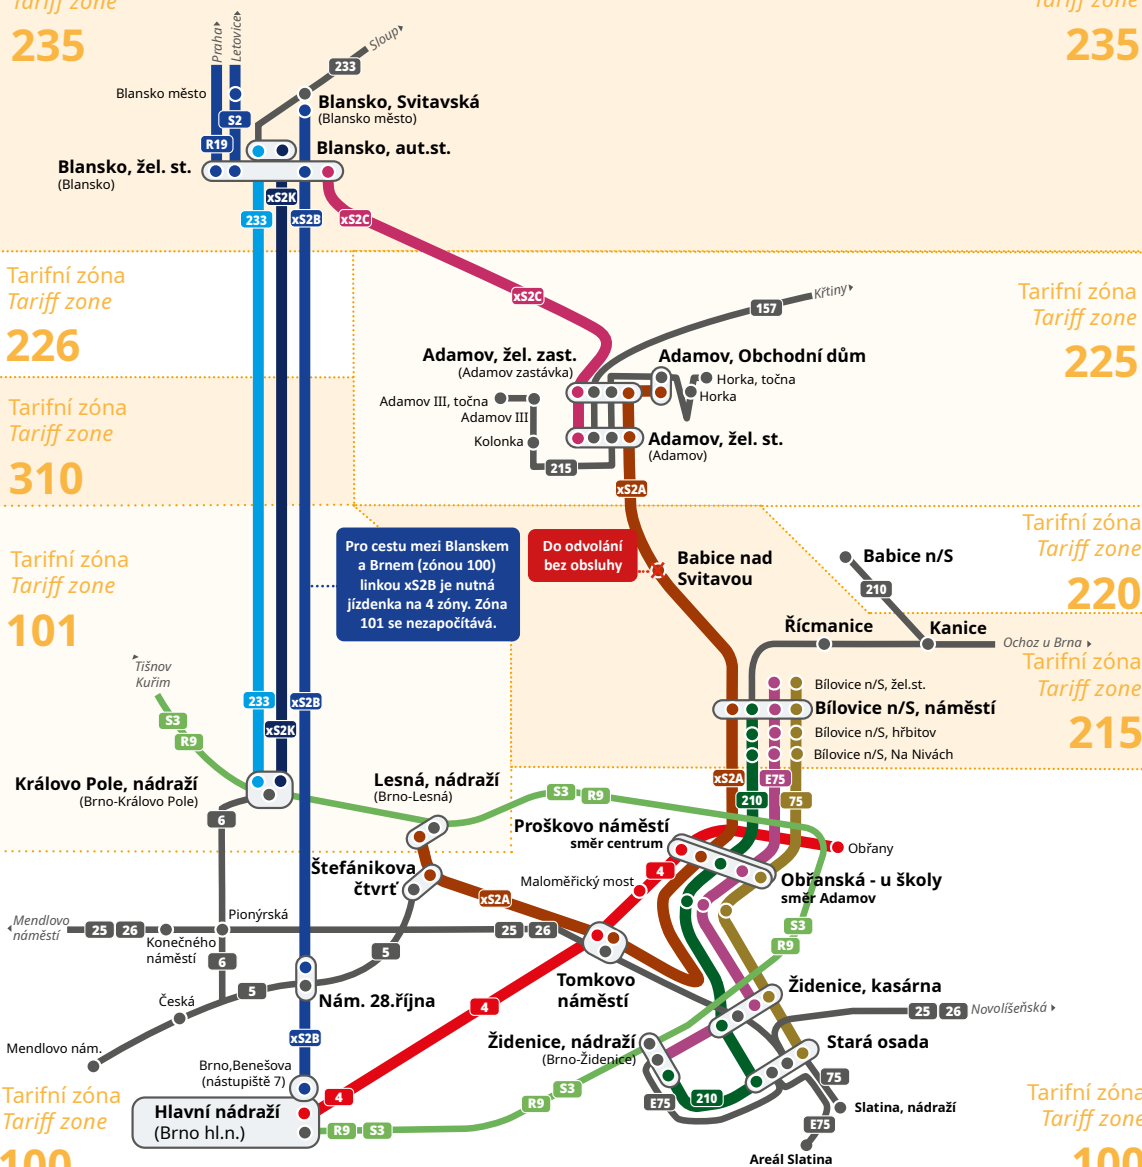 Tarifní zóna
Tariff zone
235
Tarifní zóna
Tariff zone
235
Praha
Letovice
Sloup
233
Blansko město
S2
R19
Blansko, Svitavská
(Blansko město)
Blansko, aut.st.
Blansko, žel. st.
(Blansko)
xS2K
233
xS2B
xS2C
Tarifní zóna
Tariff zone
226
xS2C
157
Křtiny
Tarifní zóna
Tariff zone
225
Adamov, žel. zast.
(Adamov zastávka)
Adamov, Obchodní dům
Horka, točna
Horka
Adamov III, točna
Adamov III
Kolonka
215
Adamov, žel. st.
(Adamov)
Tarifní zóna
Tariff zone
310
xS2A
Tarifní zóna
Tariff zone
220
Tarifní zóna
Tariff zone
101
Pro cestu mezi Blanskem
a Brnem (zónou 100)
linkou xS2B je nutná
jízdenka na 4 zóny. Zóna
101 se nezapočítává.
Do odvolání
bez obsluhy
Babice nad
Svitavou
Babice n/S
210
Řícmanice
Kanice
Ochoz u Brna
Tarifní zóna
Tariff zone
215
Tišnov
Kuřim
S3
R9
233
xS2B
xS2K
Bílovice n/S, žel.st.
Bílovice n/S, náměstí
Bílovice n/S, hřbitov
Bílovice n/S, Na Nivách
xS2A
E75
210
75
Královo Pole, nádraží
(Brno-Královo Pole)
Lesná, nádraží
(Brno-Lesná)
S3
R9
6
Proškovo náměstí
směr centrum
Obřany
4
Štefánikova
čtvrť
Maloměřický most
Obřanská - u školy
směr Adamov
xS2A
Mendlovo
náměstí
25
26
Pionýrská
Konečného
náměstí
25
26
S3
R9
6
5
5
Tomkovo
náměstí
Česká
Nám. 28.října
4
Židenice, kasárna
25
26
Novolíšeňská
Mendlovo nám.
xS2B
Židenice, nádraží
(Brno-Židenice)
Stará osada
Brno,Benešova
(nástupiště 7)
S3
R9
E75
210
75
Slatina, nádraží
E75
Areál Slatina
Tarifní zóna
Tariff zone
100
Hlavní nádraží
(Brno hl.n.)
4
R9
S3
Tarifní zóna
Tariff zone
100